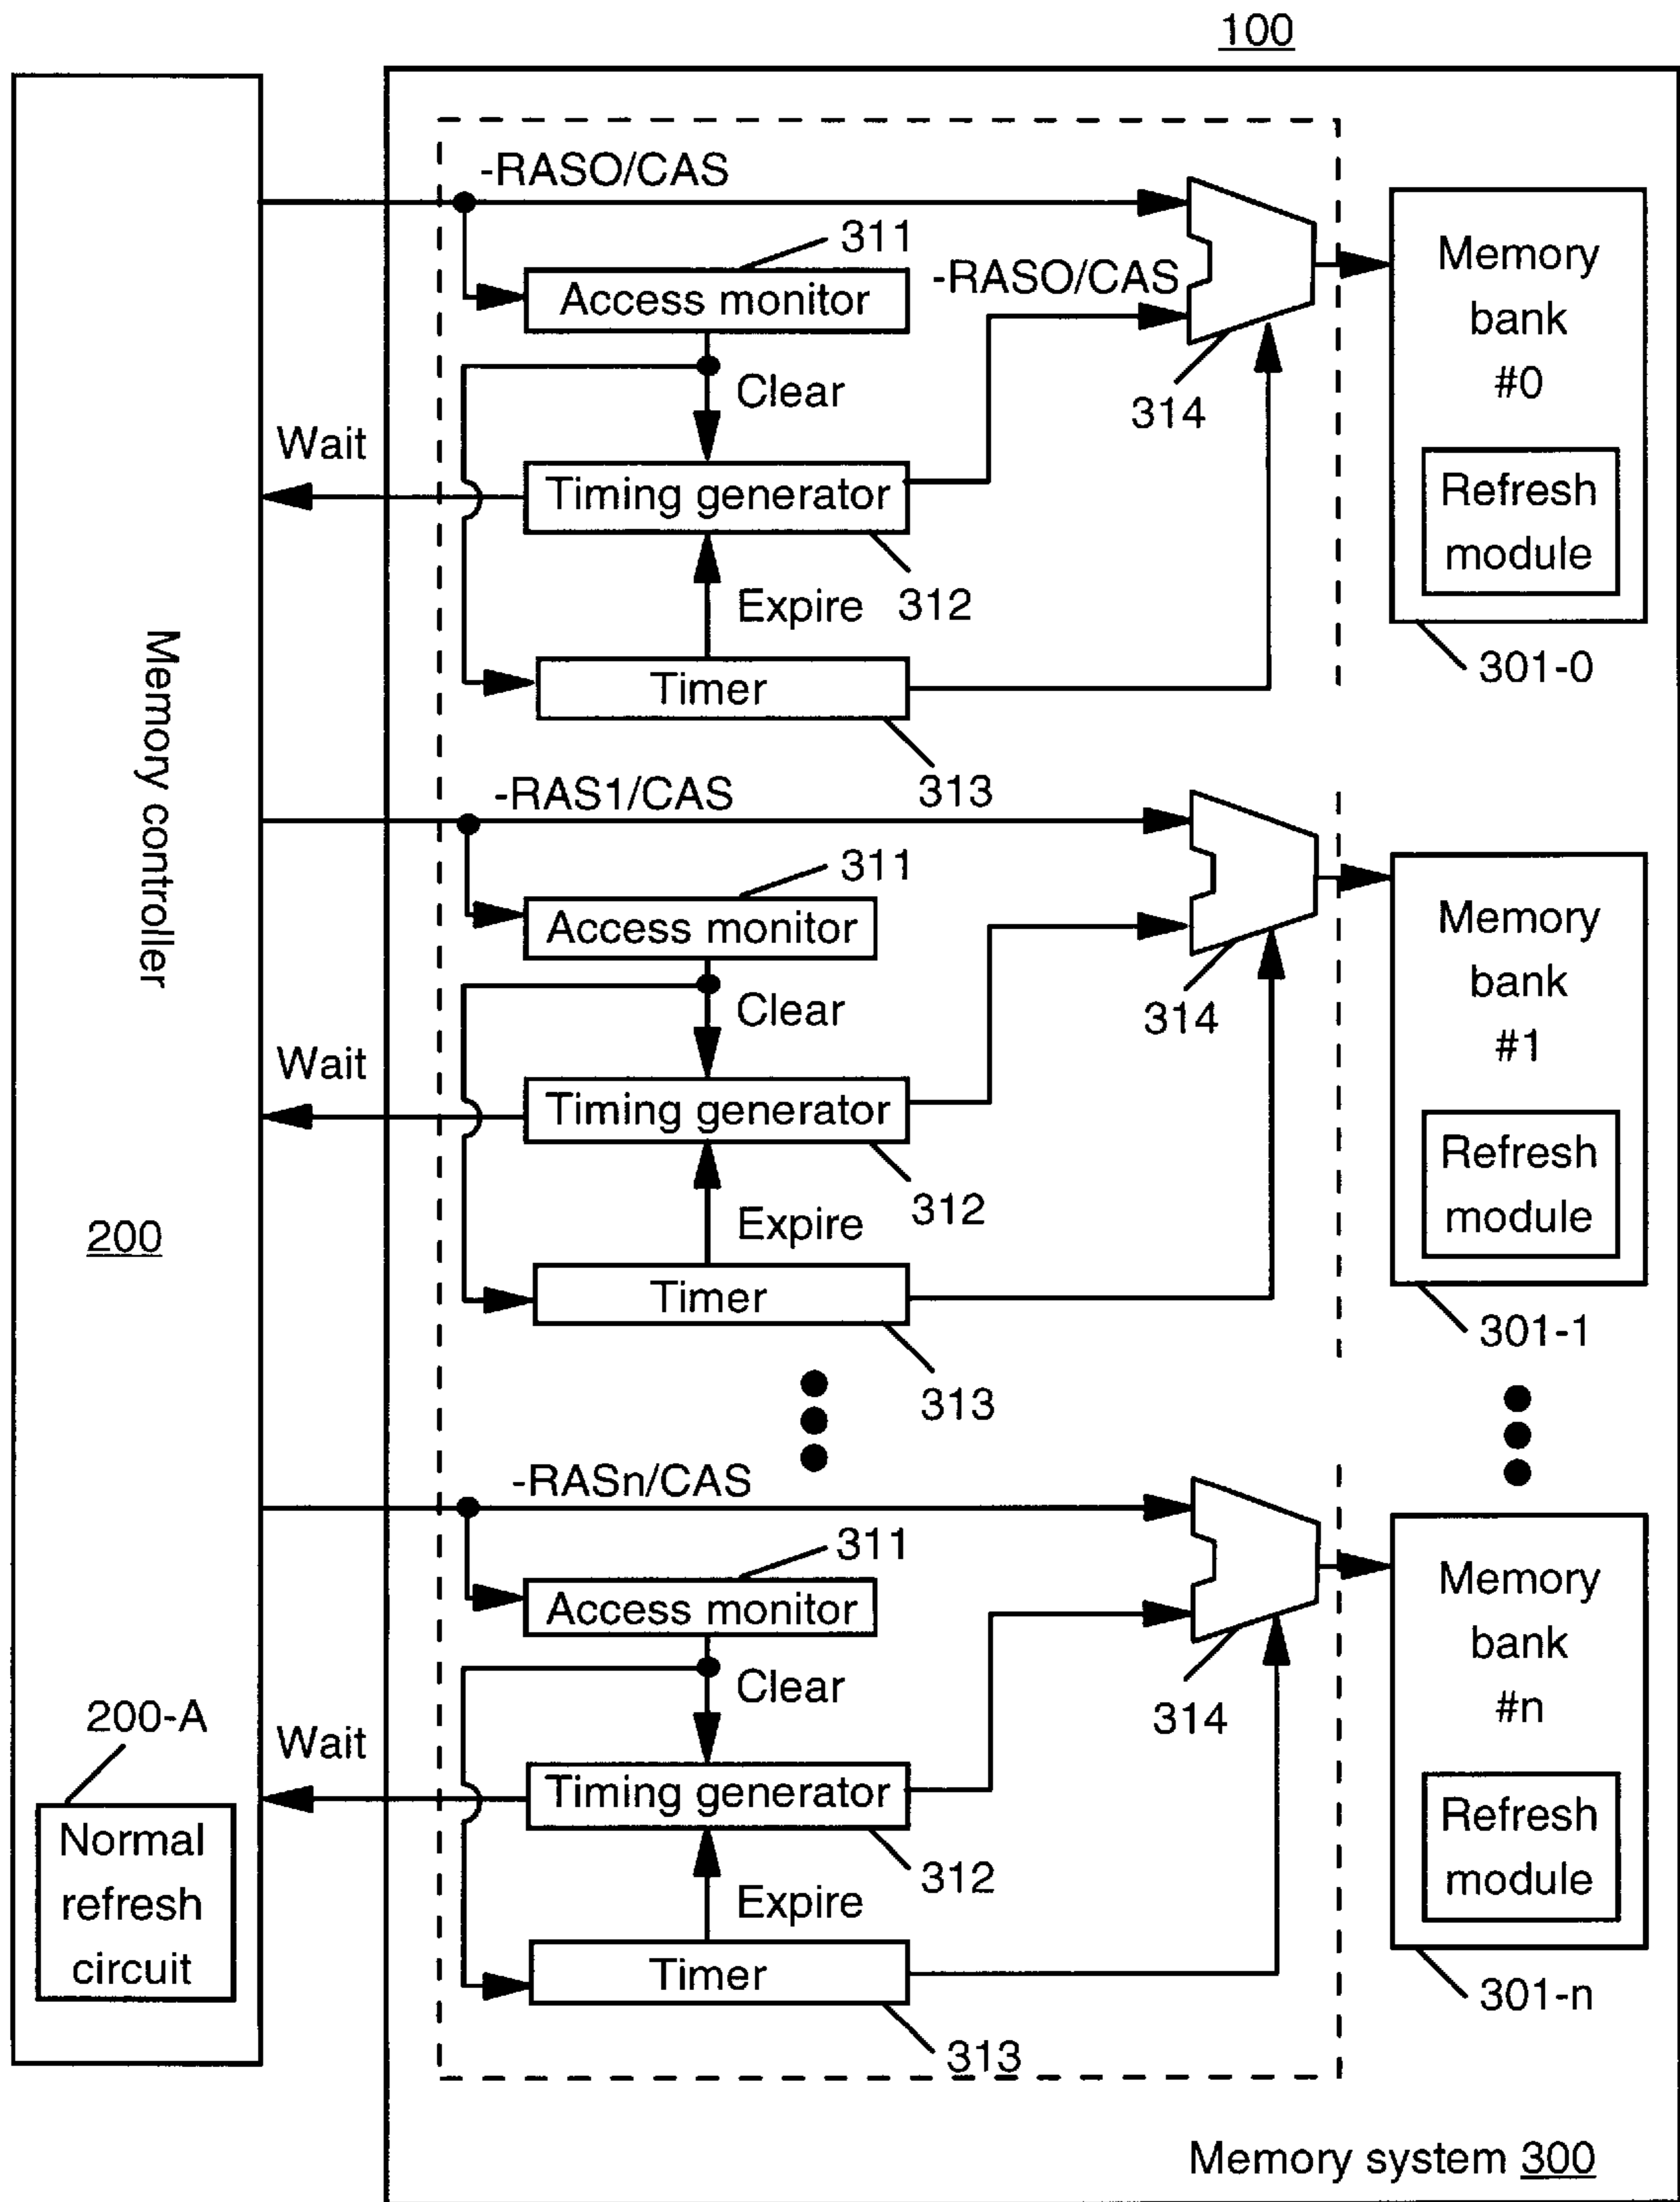 100
-RASO/CAS
311
Access monitor
-RASO/CAS
Clear
314
Wait
Timing generator
312
Expire
Timer
313
Memory
bank
#0
Refresh
module
301-0
Memory controller
200
-RAS1/CAS
311
Access monitor
Clear
314
Wait
Timing generator
312
Expire
Timer
313
Memory
bank
#1
Refresh
module
301-1
-RASn/CAS
311
Access monitor
Clear
314
Wait
Timing generator
312
Expire
Timer
313
Memory
bank
#n
Refresh
module
301-n
200-A
Normal
refresh
circuit
Memory system 300